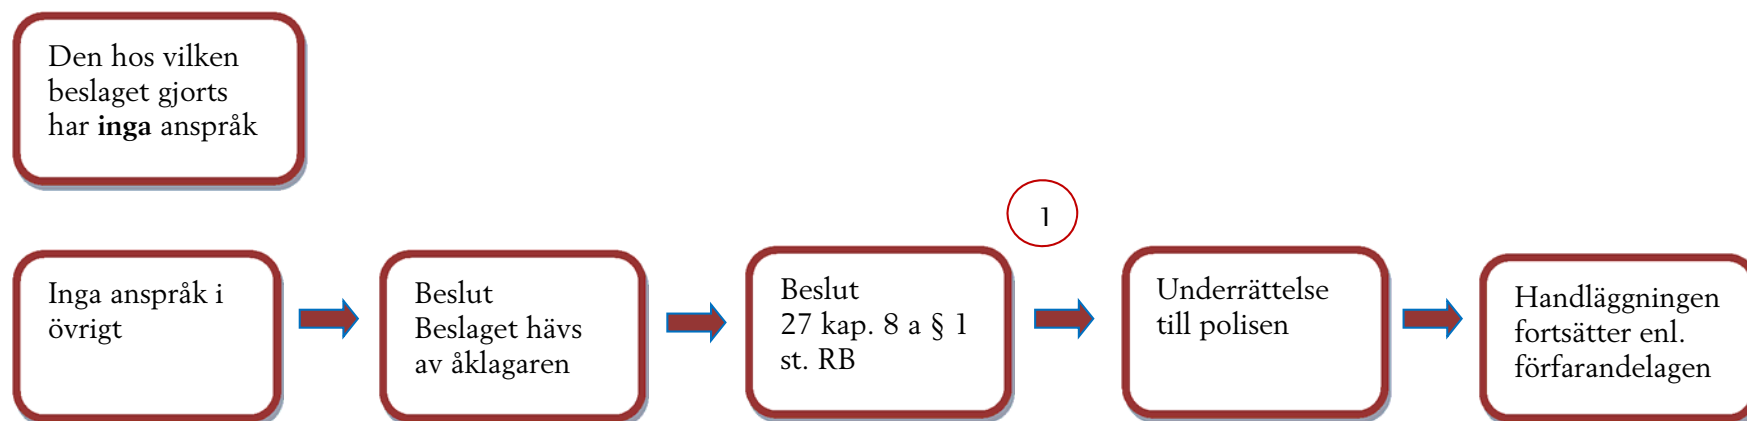 Den hos vilken
beslaget gjorts
har inga anspråk
1
Inga anspråk i
övrigt
Beslut
Beslaget hävs
av åklagaren
Beslut
27 kap. 8 a § 1
st. RB
Underrättelse
till polisen
Handläggningen
fortsätter enl.
förfarandelagen